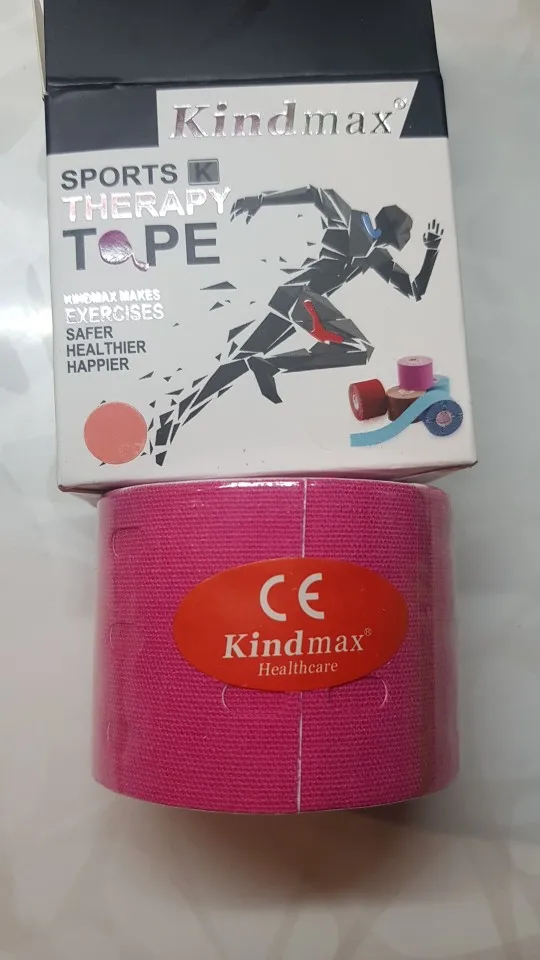 Kindmax®
SPORTS K
THERAPY
TAPE
KINDMAX MAKES
EXERCISES
SAFER
HEALTHIER
HAPPIER
CE
Kindmax®
Healthcare